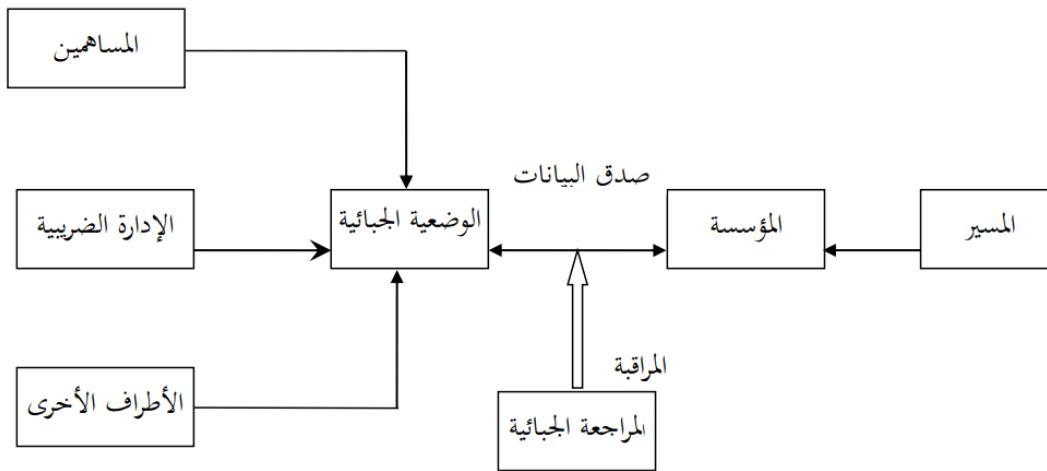 المساهمين
صدق البيانات
المسير
المؤسسة
الوضعية الجبائية
الإدارة الضريبية
المراقبة
الأطراف الأخرى
المراجعة الجبائية